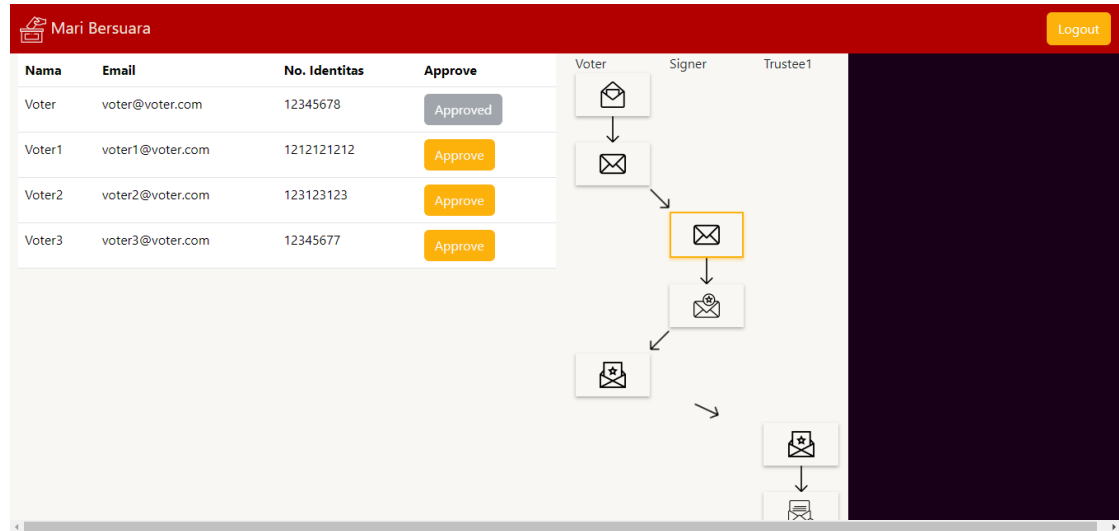 Mari Bersuara Logout
Nama Email No. Identitas Approve
Voter voter@voter.com 12345678 Approved
Voter1 voter1@voter.com 1212121212 Approve
Voter2 voter2@voter.com 123123123 Approve
Voter3 voter3@voter.com 12345677 Approve
Voter Signer Trustee1